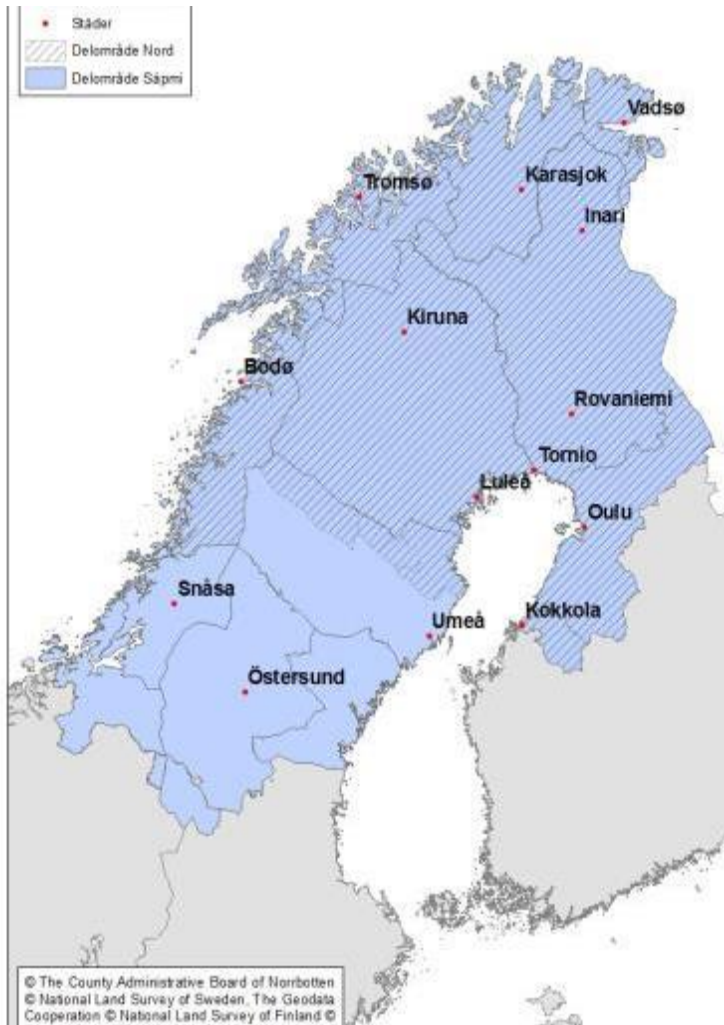 Städer
Delområde Nord
Delområde Sápmi
Vadsø
Tromsø
Karasjok
Inari
Kiruna
Bodø
Rovaniemi
Tornio
Luleå
Oulu
Snåsa
Umeå
Kokkola
Östersund
© The County Administrative Board of Norrbotten
© National Land Survey of Sweden, The Geodata
Cooperation © National Land Survey of Finland ©